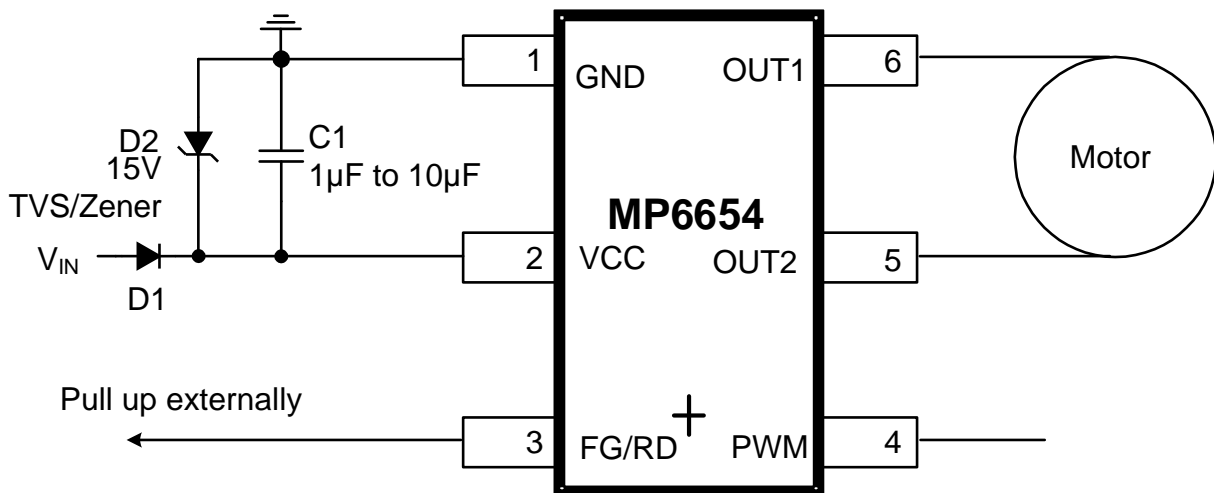 1
GND
OUT1
6
D2
15V
TVS/Zener
C1
1µF to 10µF
Motor
MP6654
VIN
D1
2
VCC
OUT2
5
Pull up externally
3
FG/RD
PWM
4